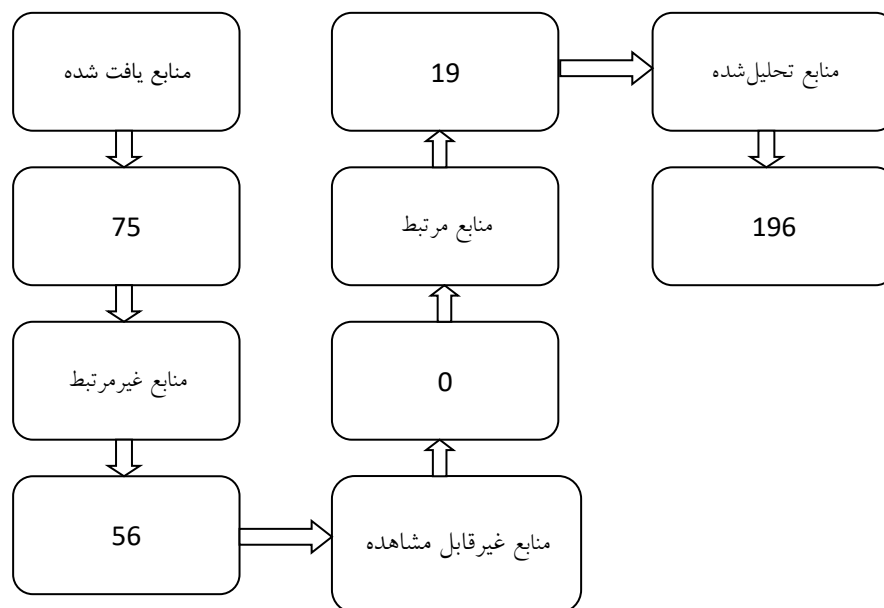 منابع یافت شده
75
منابع غیرمرتبط
56
منابع غیرقابل مشاهده
0
منابع مرتبط
19
منابع تحلیل‌شده
196